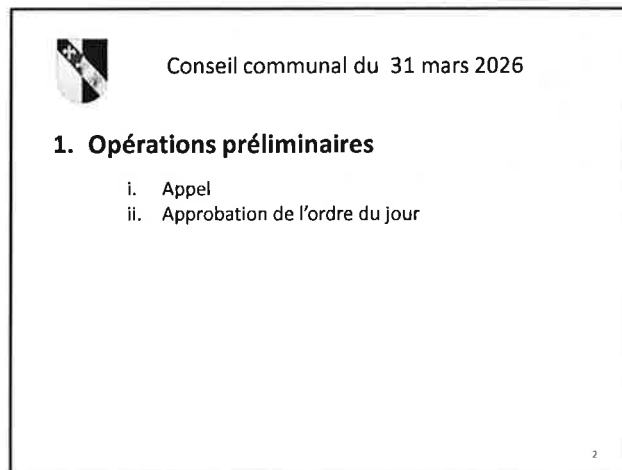 Conseil communal du 31 mars 2026
1. Opérations préliminaires
i. Appel
ii. Approbation de l'ordre du jour
2